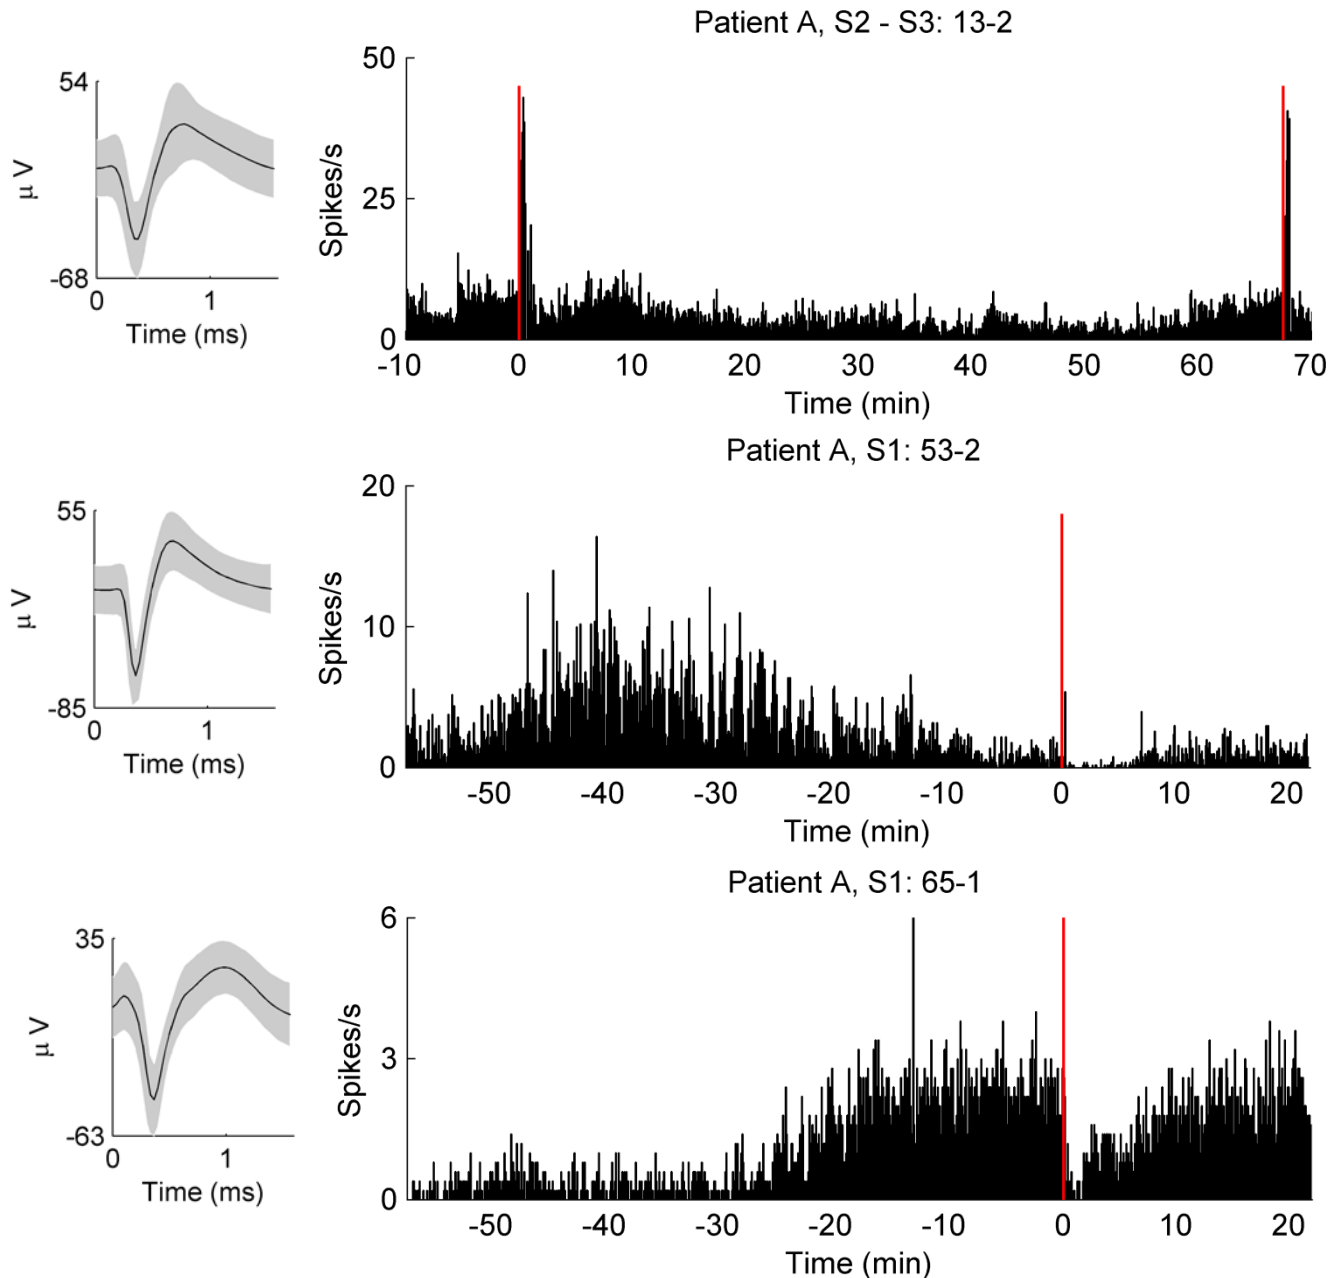 Patient A, S2 - S3: 13-2
54
μ V
-68
0 1
Time (ms)
50
Spikes/s
25
0
-10 0 10 20 30 40 50 60 70
Time (min)
Patient A, S1: 53-2
55
μ V
-85
0 1
Time (ms)
20
Spikes/s
10
0
-50 -40 -30 -20 -10 0 10 20
Time (min)
Patient A, S1: 65-1
35
μ V
-63
0 1
Time (ms)
6
Spikes/s
3
0
-50 -40 -30 -20 -10 0 10 20
Time (min)